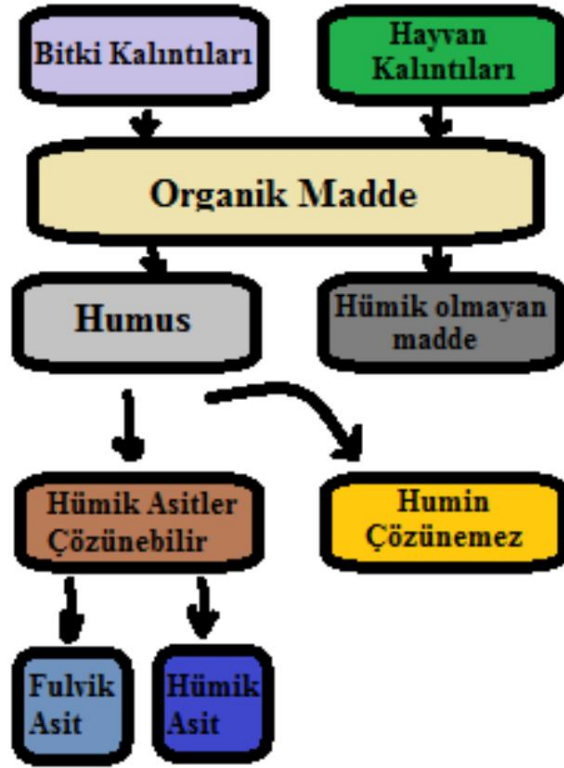 Bitki Kalıntıları
Hayvan
Kalıntıları
Organik Madde
Humus
Hümik olmayan
madde
Hümik Asitler
Çözünebilir
Humin
Çözünemez
Fulvik
Asit
Hümik
Asit